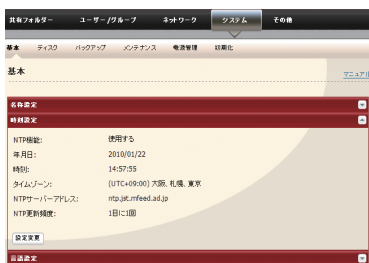 共有フォルダー ユーザー/グループ ネットワーク システム その他
基本 ディスク バックアップ メンテナンス 電源管理 初期化
基本
マニュアル
名称設定
時刻設定
NTP機能: 使用する
年月日: 2010/01/22
時刻: 14:57:55
タイムゾーン: (UTC+09:00) 大阪、札幌、東京
NTPサーバーアドレス: ntp.jst.mfeed.ad.jp
NTP更新頻度: 1日に1回
設定変更
言語設定